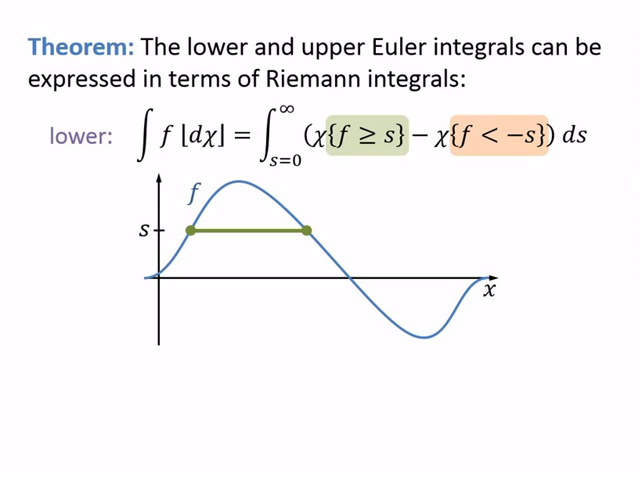 Theorem: The lower and upper Euler integrals can be
expressed in terms of Riemann integrals:
lower: ∫ f ⌊dχ⌋ = ∫_{s=0}^{∞} (χ{f ≥ s} − χ{f < −s}) ds
f
s
x